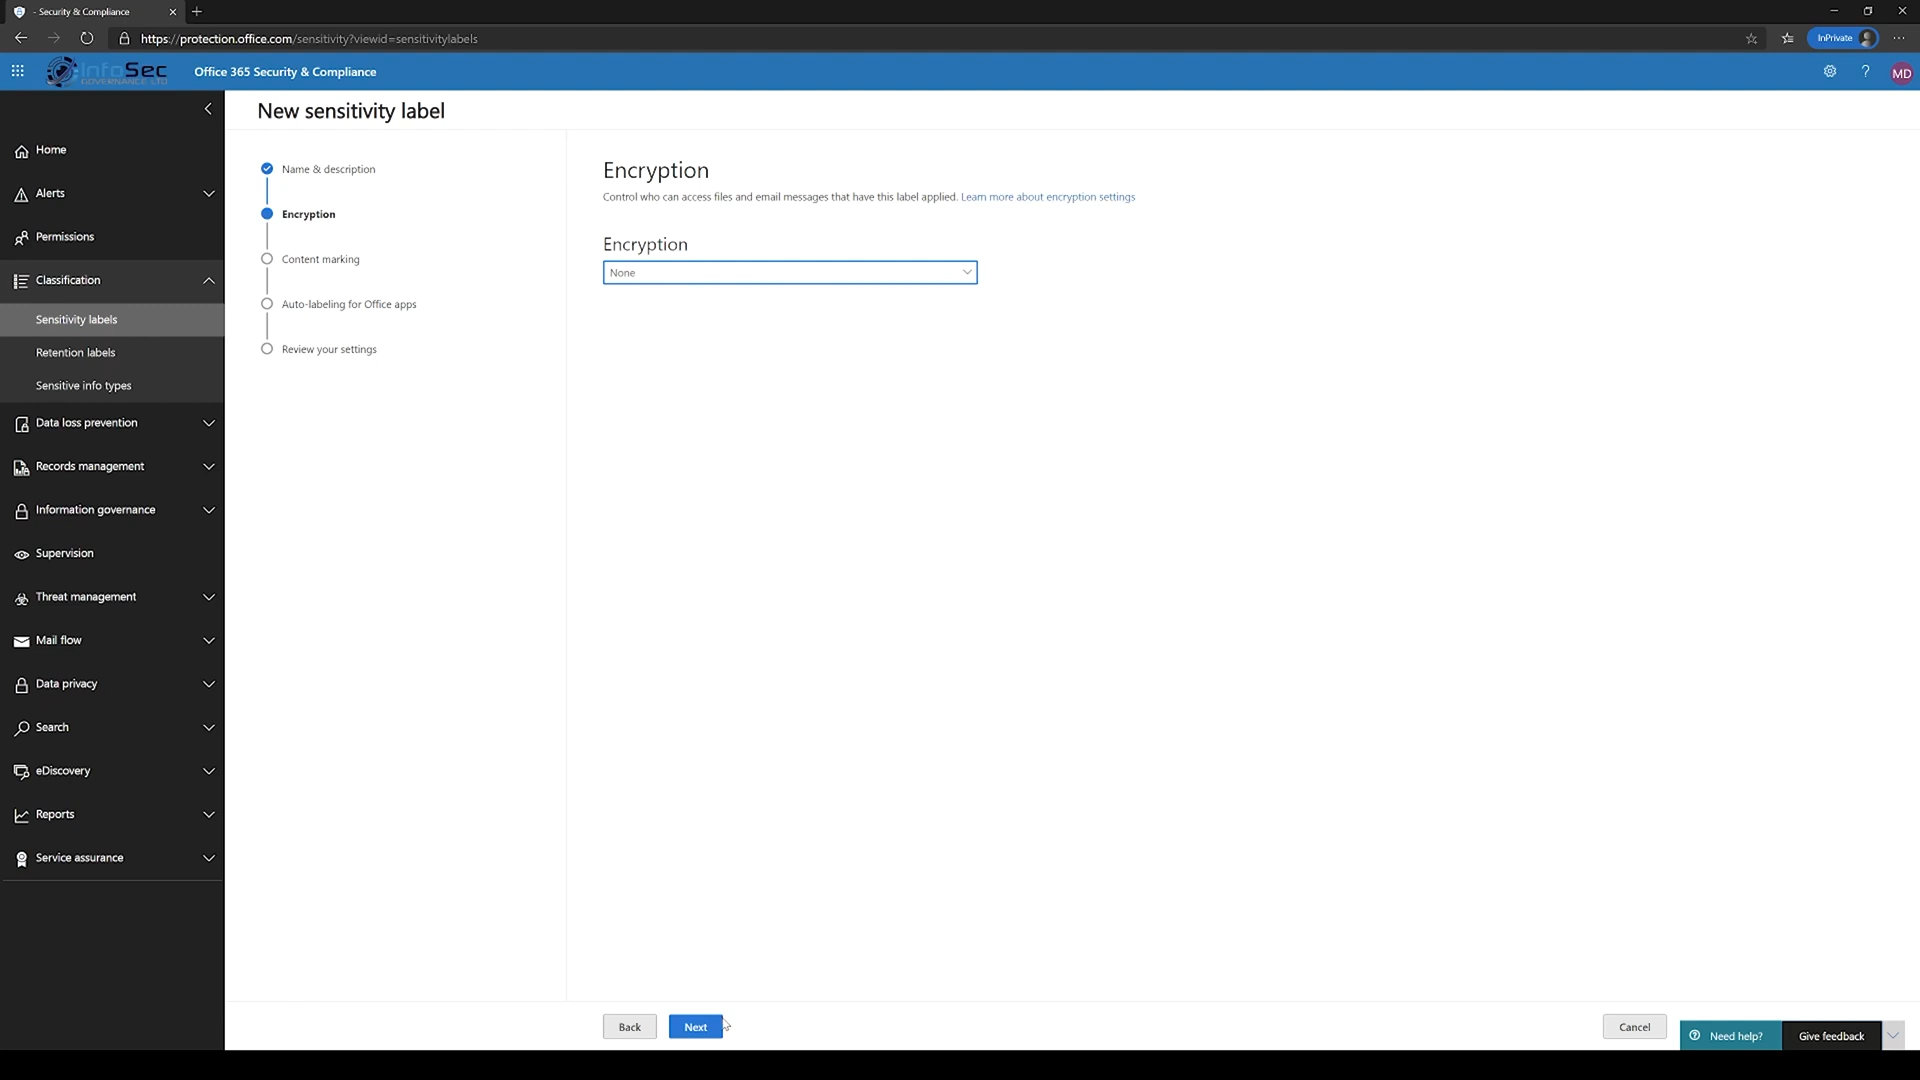 - Security & Compliance
https://protection.office.com/sensitivity?viewid=sensitivitylabels
InPrivate
InfoSec
GOVERNANCE LTD
Office 365 Security & Compliance
MD
New sensitivity label
Home
Alerts
Permissions
Classification
Sensitivity labels
Retention labels
Sensitive info types
Data loss prevention
Records management
Information governance
Supervision
Threat management
Mail flow
Data privacy
Search
eDiscovery
Reports
Service assurance
Name & description
Encryption
Content marking
Auto-labeling for Office apps
Review your settings
Encryption
Control who can access files and email messages that have this label applied. Learn more about encryption settings
Encryption
None
Back
Next
Cancel
Need help?
Give feedback